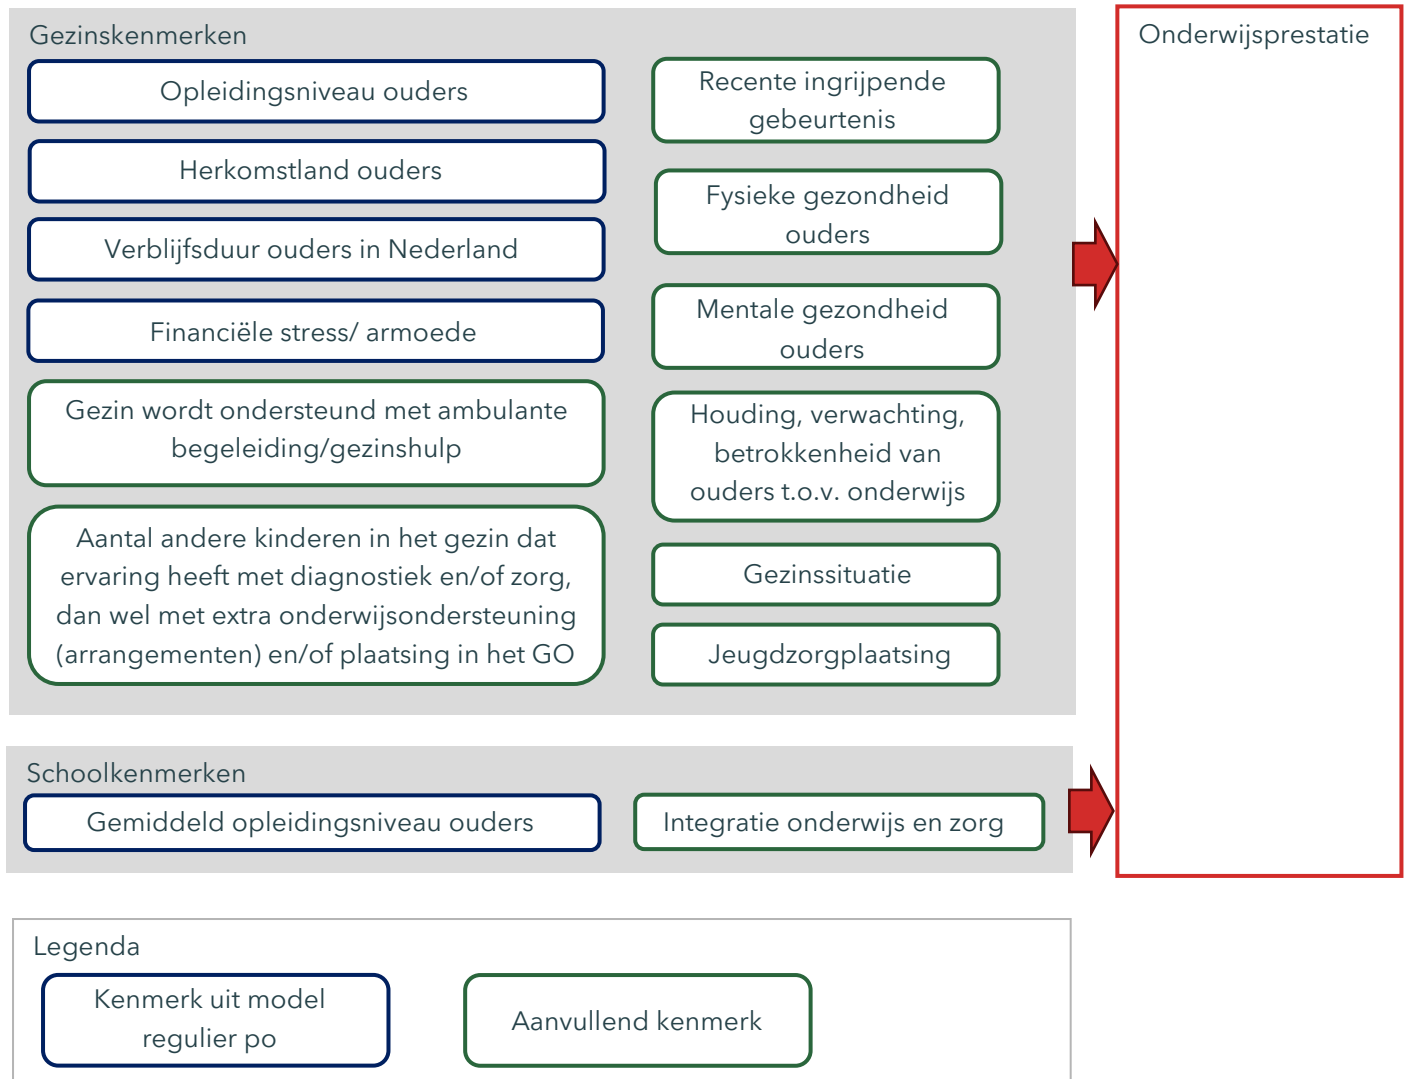 Gezinskenmerken
Opleidingsniveau ouders
Herkomstland ouders
Verblijfsduur ouders in Nederland
Financiële stress/ armoede
Gezin wordt ondersteund met ambulante
begeleiding/gezinshulp
Aantal andere kinderen in het gezin dat
ervaring heeft met diagnostiek en/of zorg,
dan wel met extra onderwijsondersteuning
(arrangementen) en/of plaatsing in het GO
Recente ingrijpende
gebeurtenis
Fysieke gezondheid
ouders
Mentale gezondheid
ouders
Houding, verwachting,
betrokkenheid van
ouders t.o.v. onderwijs
Gezinssituatie
Jeugdzorgplaatsing
Onderwijsprestatie
Schoolkenmerken
Gemiddeld opleidingsniveau ouders
Integratie onderwijs en zorg
Legenda
Kenmerk uit model
regulier po
Aanvullend kenmerk